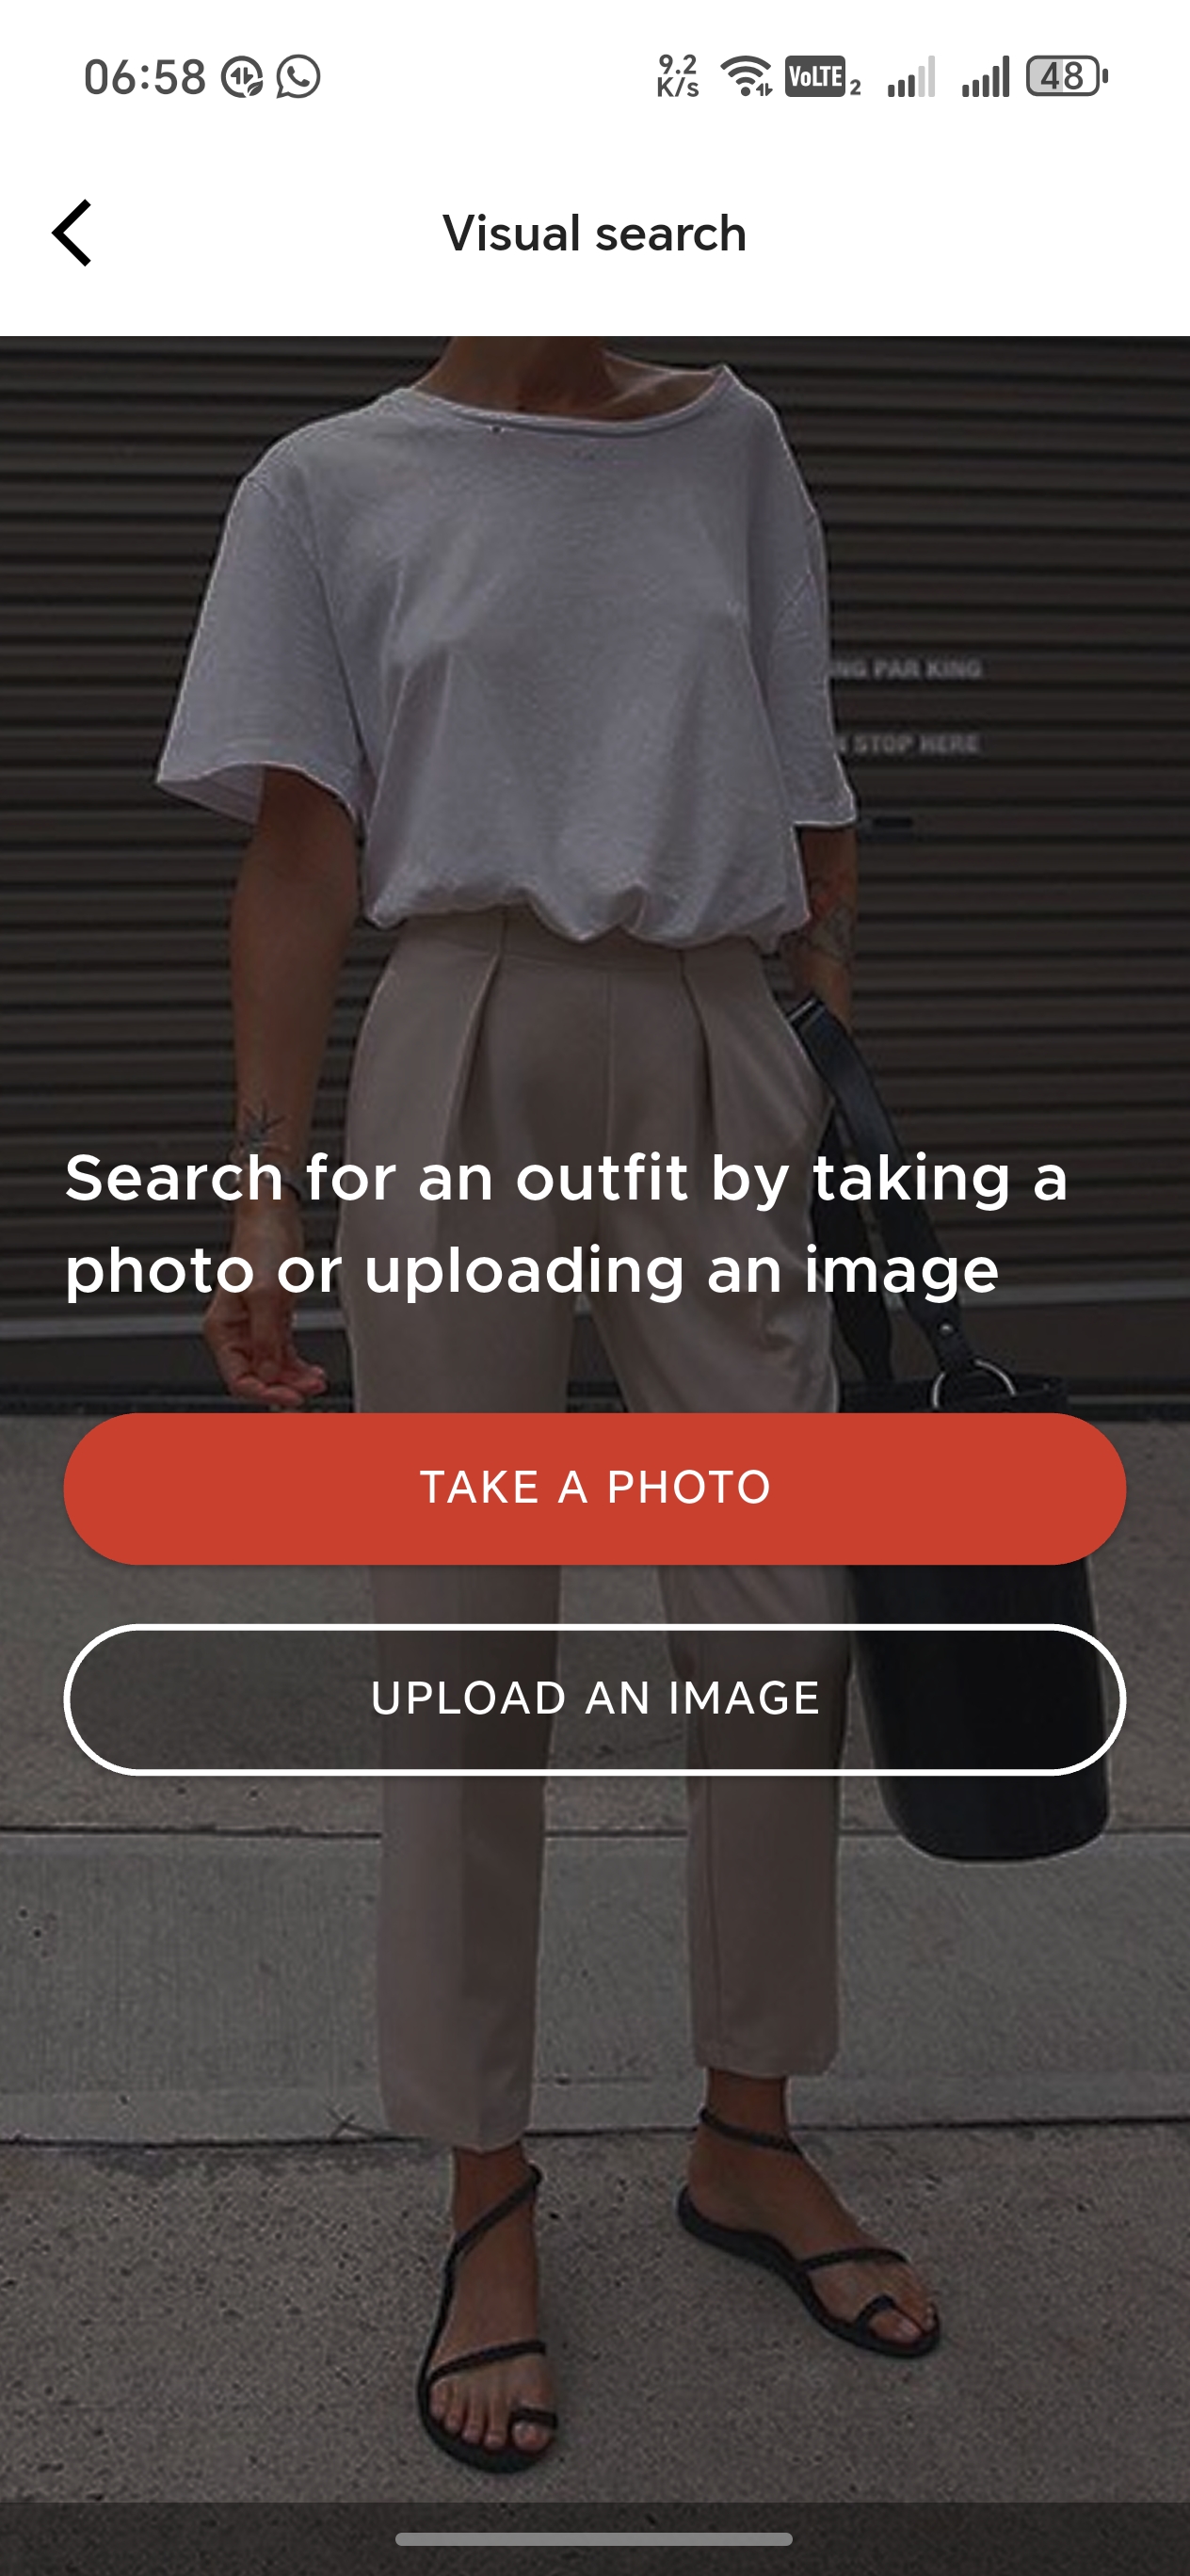 06:58
9.2
K/s
VoLTE 2
48
Visual search
NG PAR KING
STOP HERE
Search for an outfit by taking a
photo or uploading an image
TAKE A PHOTO
UPLOAD AN IMAGE